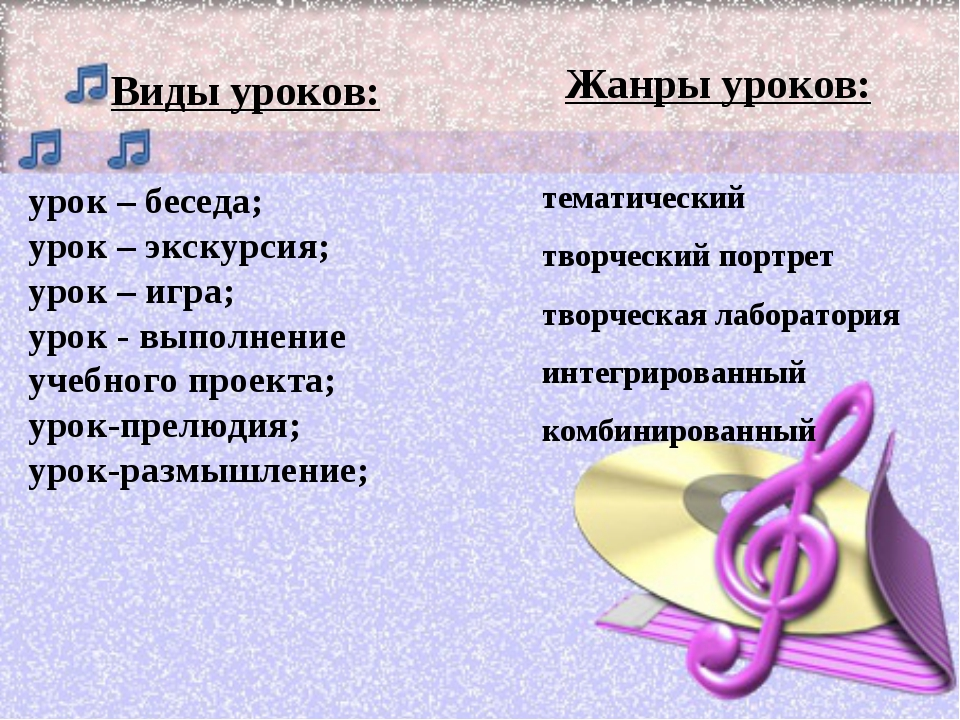 Виды уроков:
урок – беседа;
урок – экскурсия;
урок – игра;
урок - выполнение
учебного проекта;
урок-прелюдия;
урок-размышление;
Жанры уроков:
тематический
творческий портрет
творческая лаборатория
интегрированный
комбинированный